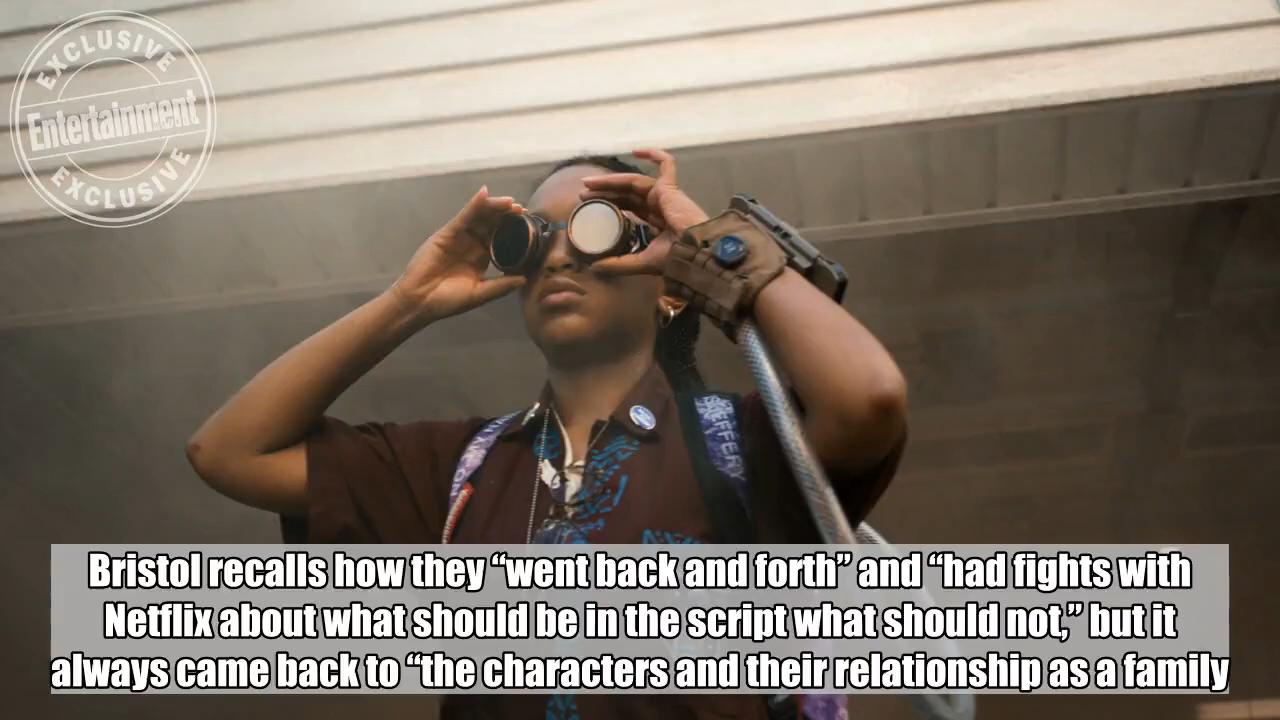 EXCLUSIVE
Entertainment
EXCLUSIVE
Bristol recalls how they “went back and forth” and “had fights with
Netflix about what should be in the script what should not,” but it
always came back to “the characters and their relationship as a family